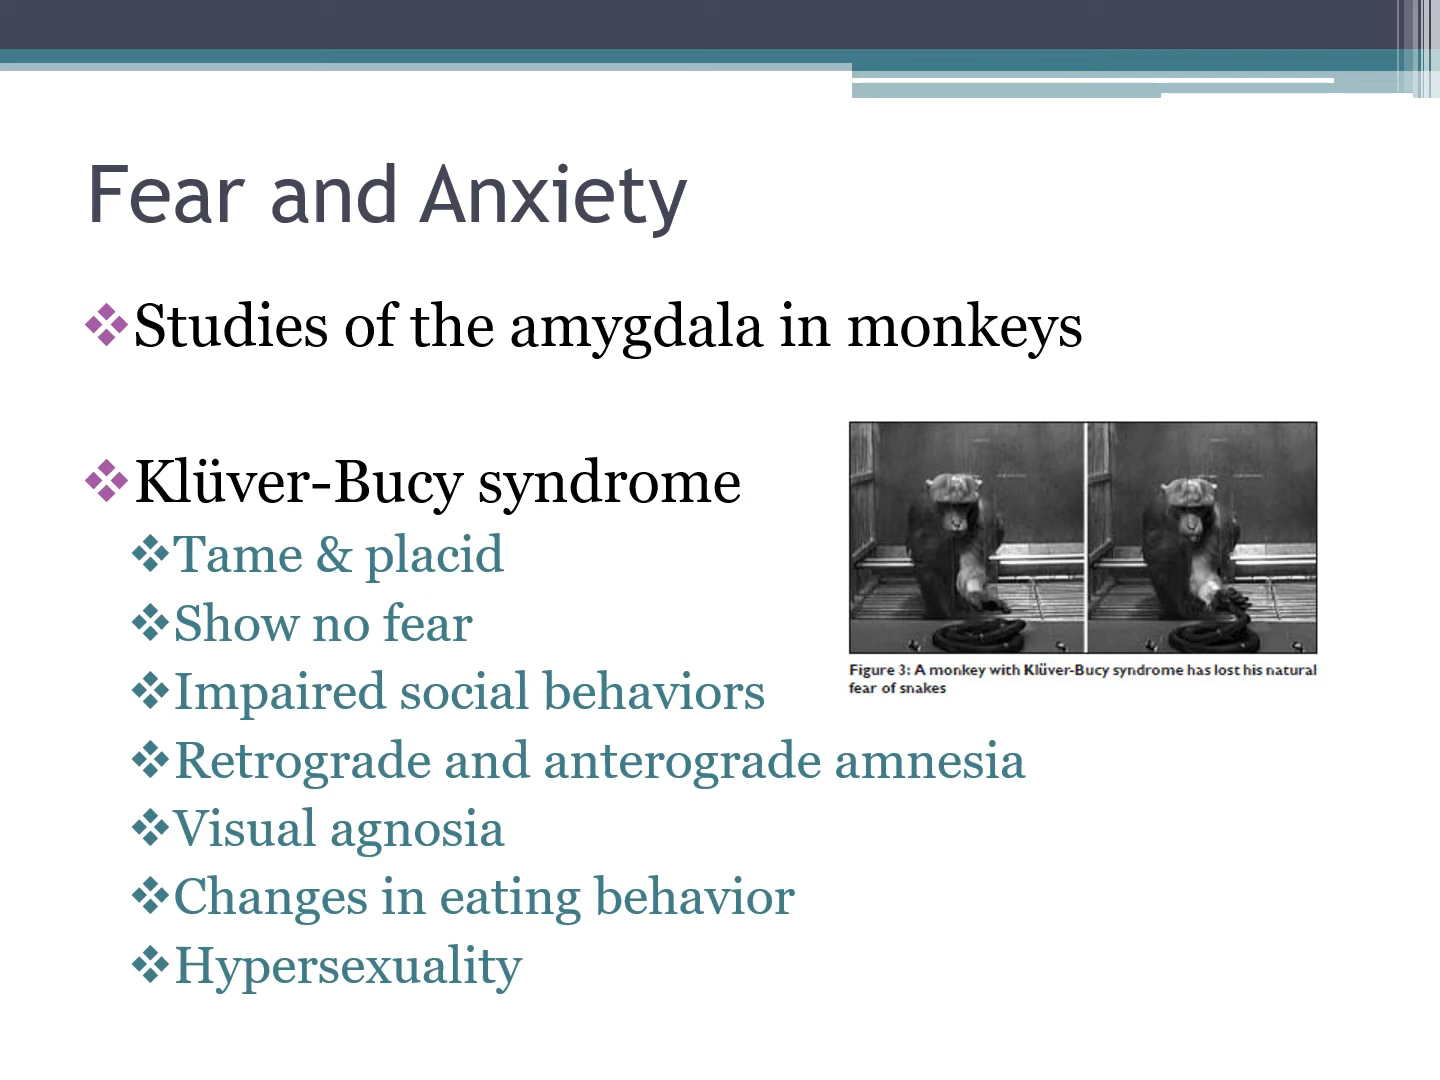 Fear and Anxiety
Studies of the amygdala in monkeys
Klüver-Bucy syndrome
Tame & placid
Show no fear
Impaired social behaviors
Retrograde and anterograde amnesia
Visual agnosia
Changes in eating behavior
Hypersexuality
Figure 3: A monkey with Klüver-Bucy syndrome has lost his natural
fear of snakes